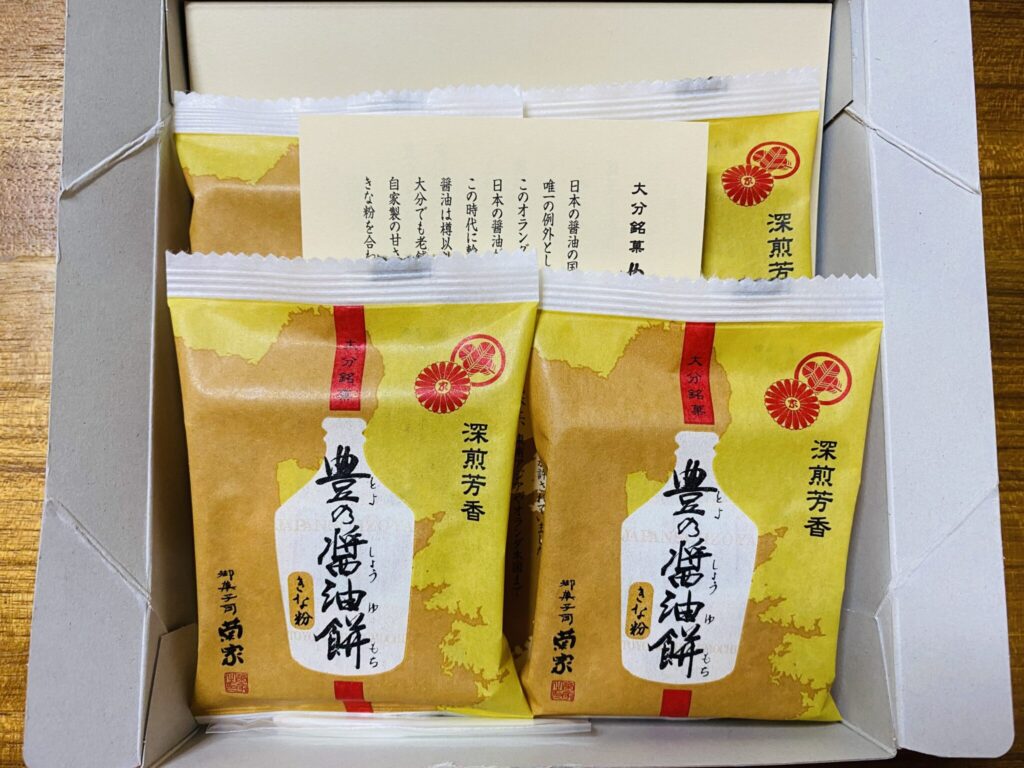 大分銘菓
日本の醤油の国
唯一の例外とし
このオランダ
日本の醤油が
この時代に
醤油は樽以外
大分でも老舗
自家製の甘さ
きな粉を合わ
深煎芳
大分銘菓
深煎芳香
豊の醤油餅
とよ しょうゆ もち
きな粉
御菓子司 菊家
大分銘菓
深煎芳香
豊の醤油餅
とよ しょうゆ もち
きな粉
御菓子司 菊家